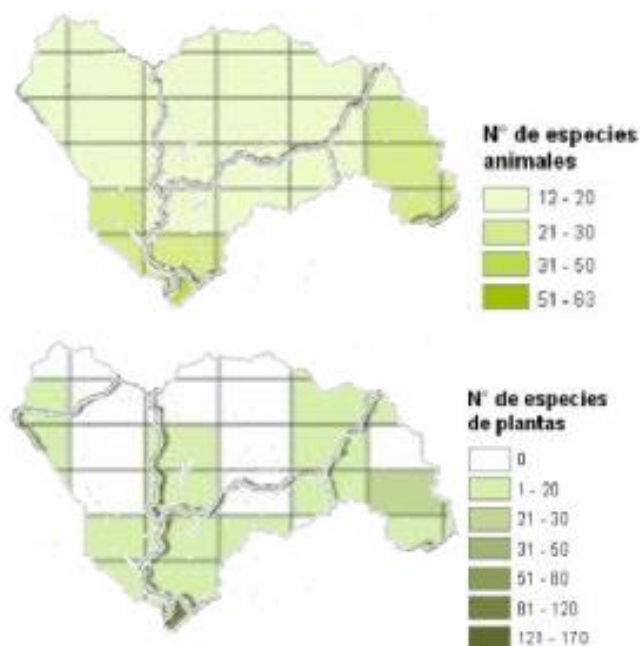 N° de especies
animales
12 - 20
21 - 30
31 - 50
51 - 63
N° de especies
de plantas
0
1 - 20
21 - 30
31 - 50
51 - 80
81 - 120
121 - 170